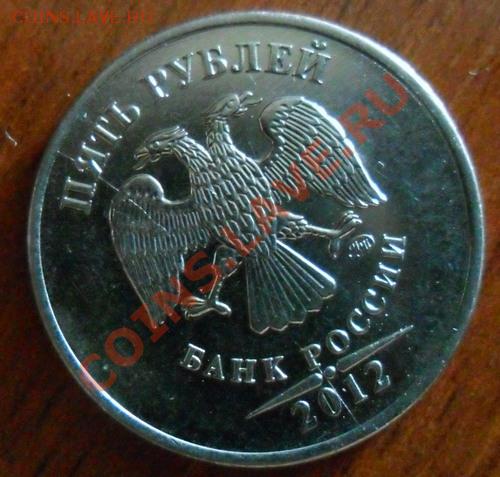 COINS.LAVE.RU
ПЯТЬ РУБЛЕЙ
COINS.LAVE.RU
БАНК РОССИИ
2012